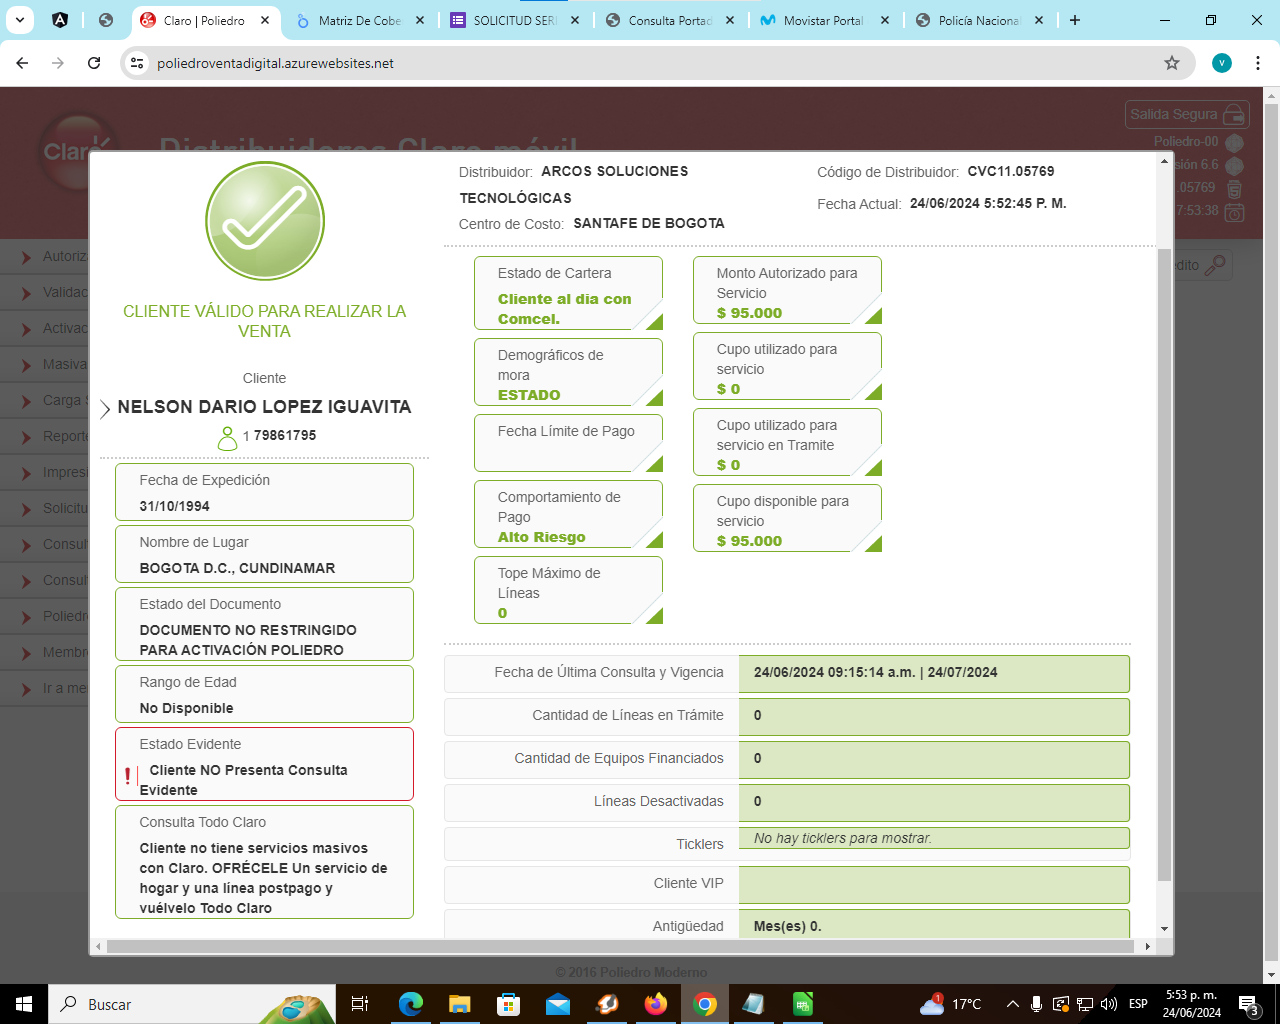 Claro | Poliedro
Matriz De Cobe
SOLICITUD SER
Consulta Portad
Movistar Portal
Policía Nacional
poliedroventadigital.azurewebsites.net
v
Claro
Distribuidores Claro móvil
Salida Segura
Poliedro-00
sión 6.6
.05769
7:53:38
Autoriz
Validac
Activac
Masiva
Carga S
Reporte
Impresi
Solicitu
Consul
Consul
Poliedr
Membr
Ir a me
dito
CLIENTE VÁLIDO PARA REALIZAR LA
VENTA
Cliente
NELSON DARIO LOPEZ IGUAVITA
1 79861795
Fecha de Expedición
31/10/1994
Nombre de Lugar
BOGOTA D.C., CUNDINAMAR
Estado del Documento
DOCUMENTO NO RESTRINGIDO
PARA ACTIVACIÓN POLIEDRO
Rango de Edad
No Disponible
Estado Evidente
Cliente NO Presenta Consulta
Evidente
Consulta Todo Claro
Cliente no tiene servicios masivos
con Claro. OFRÉCELE Un servicio de
hogar y una línea postpago y
vuélvelo Todo Claro
Distribuidor: ARCOS SOLUCIONES
TECNOLÓGICAS
Centro de Costo: SANTAFE DE BOGOTA
Código de Distribuidor: CVC11.05769
Fecha Actual: 24/06/2024 5:52:45 P. M.
Estado de Cartera
Cliente al dia con
Comcel.
Demográficos de
mora
ESTADO
Fecha Límite de Pago
Comportamiento de
Pago
Alto Riesgo
Tope Máximo de
Líneas
0
Monto Autorizado para
Servicio
$ 95.000
Cupo utilizado para
servicio
$ 0
Cupo utilizado para
servicio en Tramite
$ 0
Cupo disponible para
servicio
$ 95.000
Fecha de Última Consulta y Vigencia 24/06/2024 09:15:14 a.m. | 24/07/2024
Cantidad de Líneas en Trámite 0
Cantidad de Equipos Financiados 0
Líneas Desactivadas 0
Ticklers No hay ticklers para mostrar.
Cliente VIP
Antigüedad Mes(es) 0.
© 2016 Poliedro Moderno
Buscar
1
17°C
ESP
5:53 p. m.
24/06/2024
3